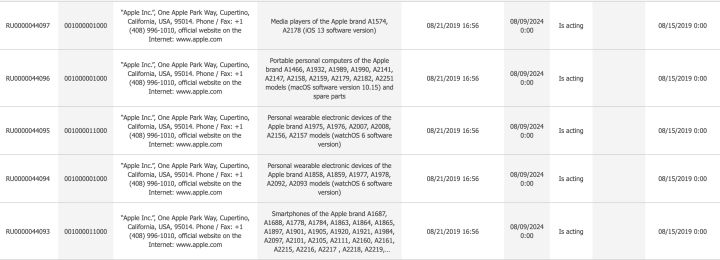 RU0000044097
001000001000
"Apple Inc.", One Apple Park Way, Cupertino,
California, USA, 95014. Phone / Fax: +1
(408) 996-1010, official website on the
Internet: www.apple.com
Media players of the Apple brand A1574,
A2178 (iOS 13 software version)
08/21/2019 16:56
08/09/2024
0:00
Is acting
08/15/2019 0:00
RU0000044096
001000001000
"Apple Inc.", One Apple Park Way, Cupertino,
California, USA, 95014. Phone / Fax: +1
(408) 996-1010, official website on the
Internet: www.apple.com
Portable personal computers of the Apple
brand A1466, A1932, A1989, A1990, A2141,
A2147, A2158, A2159, A2179, A2182, A2251
models (macOS software version 10.15) and
spare parts
08/21/2019 16:56
08/09/2024
0:00
Is acting
08/15/2019 0:00
RU0000044095
001000011000
"Apple Inc.", One Apple Park Way, Cupertino,
California, USA, 95014. Phone / Fax: +1
(408) 996-1010, official website on the
Internet: www.apple.com
Personal wearable electronic devices of the
Apple brand A1975, A1976, A2007, A2008,
A2156, A2157 models (watchOS 6 software
version)
08/21/2019 16:56
08/09/2024
0:00
Is acting
08/15/2019 0:00
RU0000044094
001000001000
"Apple Inc.", One Apple Park Way, Cupertino,
California, USA, 95014. Phone / Fax: +1
(408) 996-1010, official website on the
Internet: www.apple.com
Personal wearable electronic devices of the
Apple brand A1858, A1859, A1977, A1978,
A2092, A2093 models (watchOS 6 software
version)
08/21/2019 16:56
08/09/2024
0:00
Is acting
08/15/2019 0:00
RU0000044093
001000011000
"Apple Inc.", One Apple Park Way, Cupertino,
California, USA, 95014. Phone / Fax: +1
(408) 996-1010, official website on the
Internet: www.apple.com
Smartphones of the Apple brand A1687,
A1688, A1778, A1784, A1863, A1864, A1865,
A1897, A1901, A1905, A1920, A1921, A1984,
A2097, A2101, A2105, A2111, A2160, A2161,
A2215, A2216, A2217 , A2218, A2219,...
08/21/2019 16:56
08/09/2024
0:00
Is acting
08/15/2019 0:00